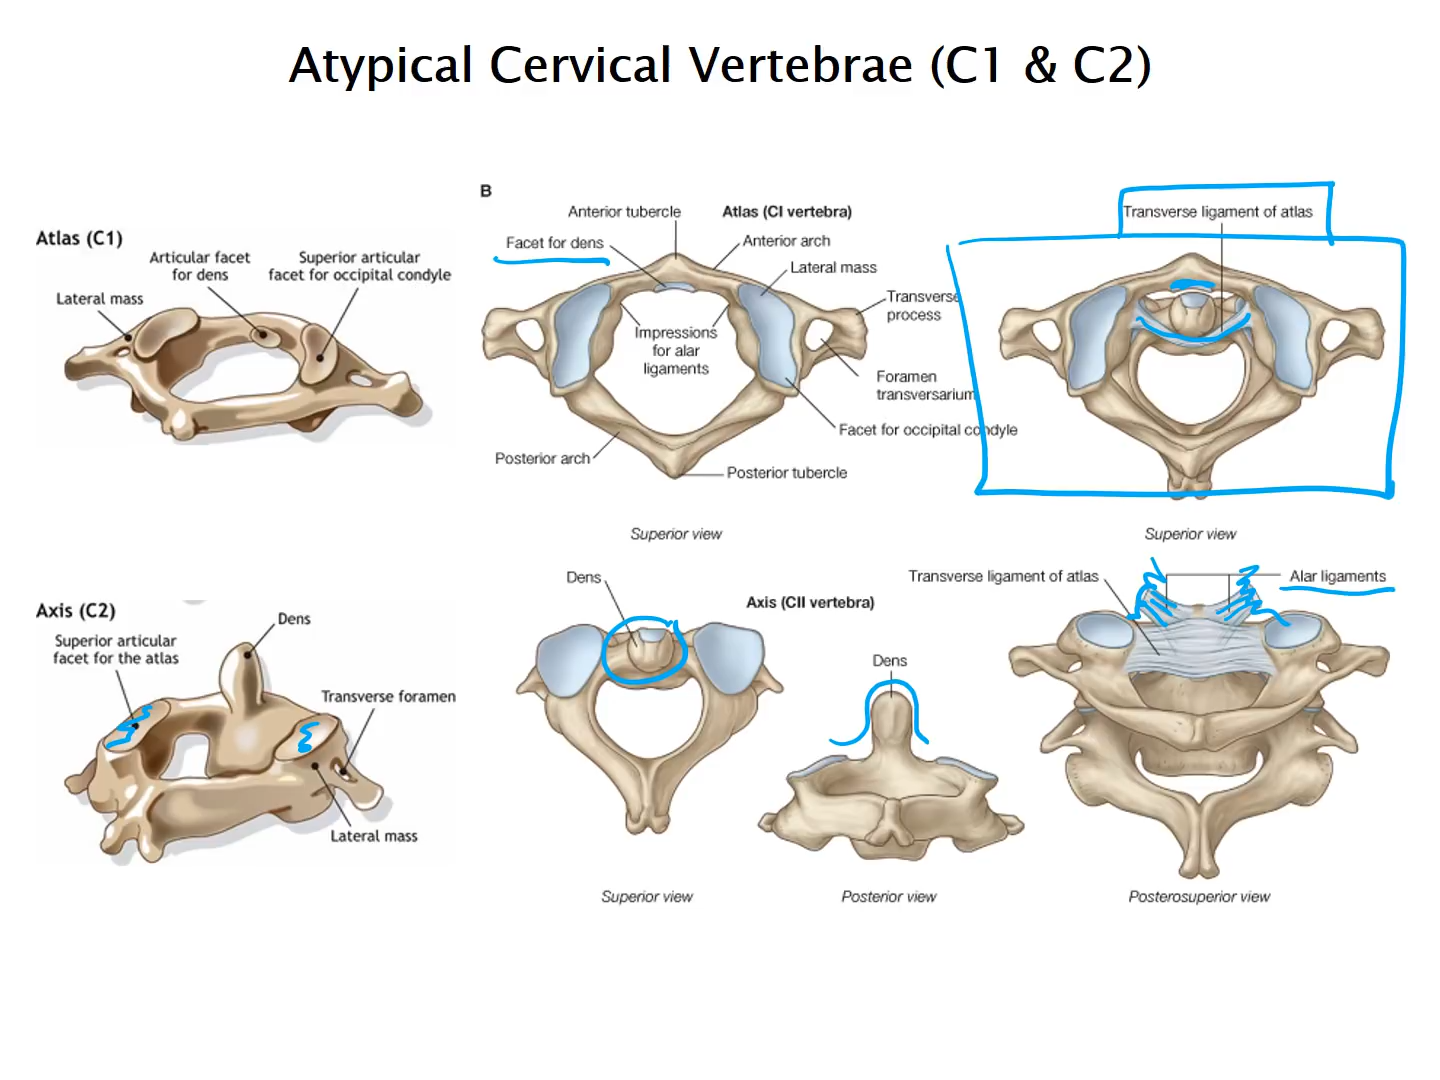 Atypical Cervical Vertebrae (C1 & C2)
Atlas (C1)
Articular facet
for dens
Superior articular
facet for occipital condyle
Lateral mass
B
Anterior tubercle
Atlas (CI vertebra)
Facet for dens
Anterior arch
Lateral mass
Transverse
process
Impressions
for alar
ligaments
Foramen
transversarium
Facet for occipital condyle
Posterior arch
Posterior tubercle
Superior view
Transverse ligament of atlas
Superior view
Axis (C2)
Dens
Superior articular
facet for the atlas
Transverse foramen
Lateral mass
Dens
Axis (CII vertebra)
Superior view
Dens
Posterior view
Transverse ligament of atlas
Alar ligaments
Posterosuperior view